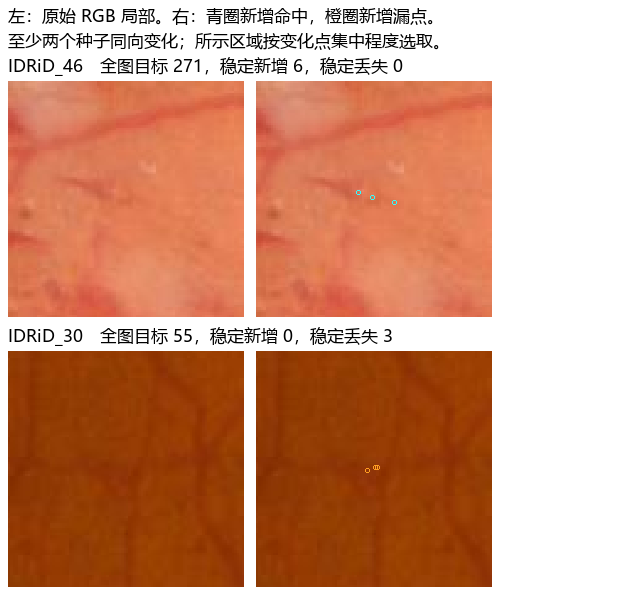 左：原始 RGB 局部。右：青圈新增命中，橙圈新增漏点。
至少两个种子同向变化；所示区域按变化点集中程度选取。
IDRiD_46 全图目标 271，稳定新增 6，稳定丢失 0
IDRiD_30 全图目标 55，稳定新增 0，稳定丢失 3